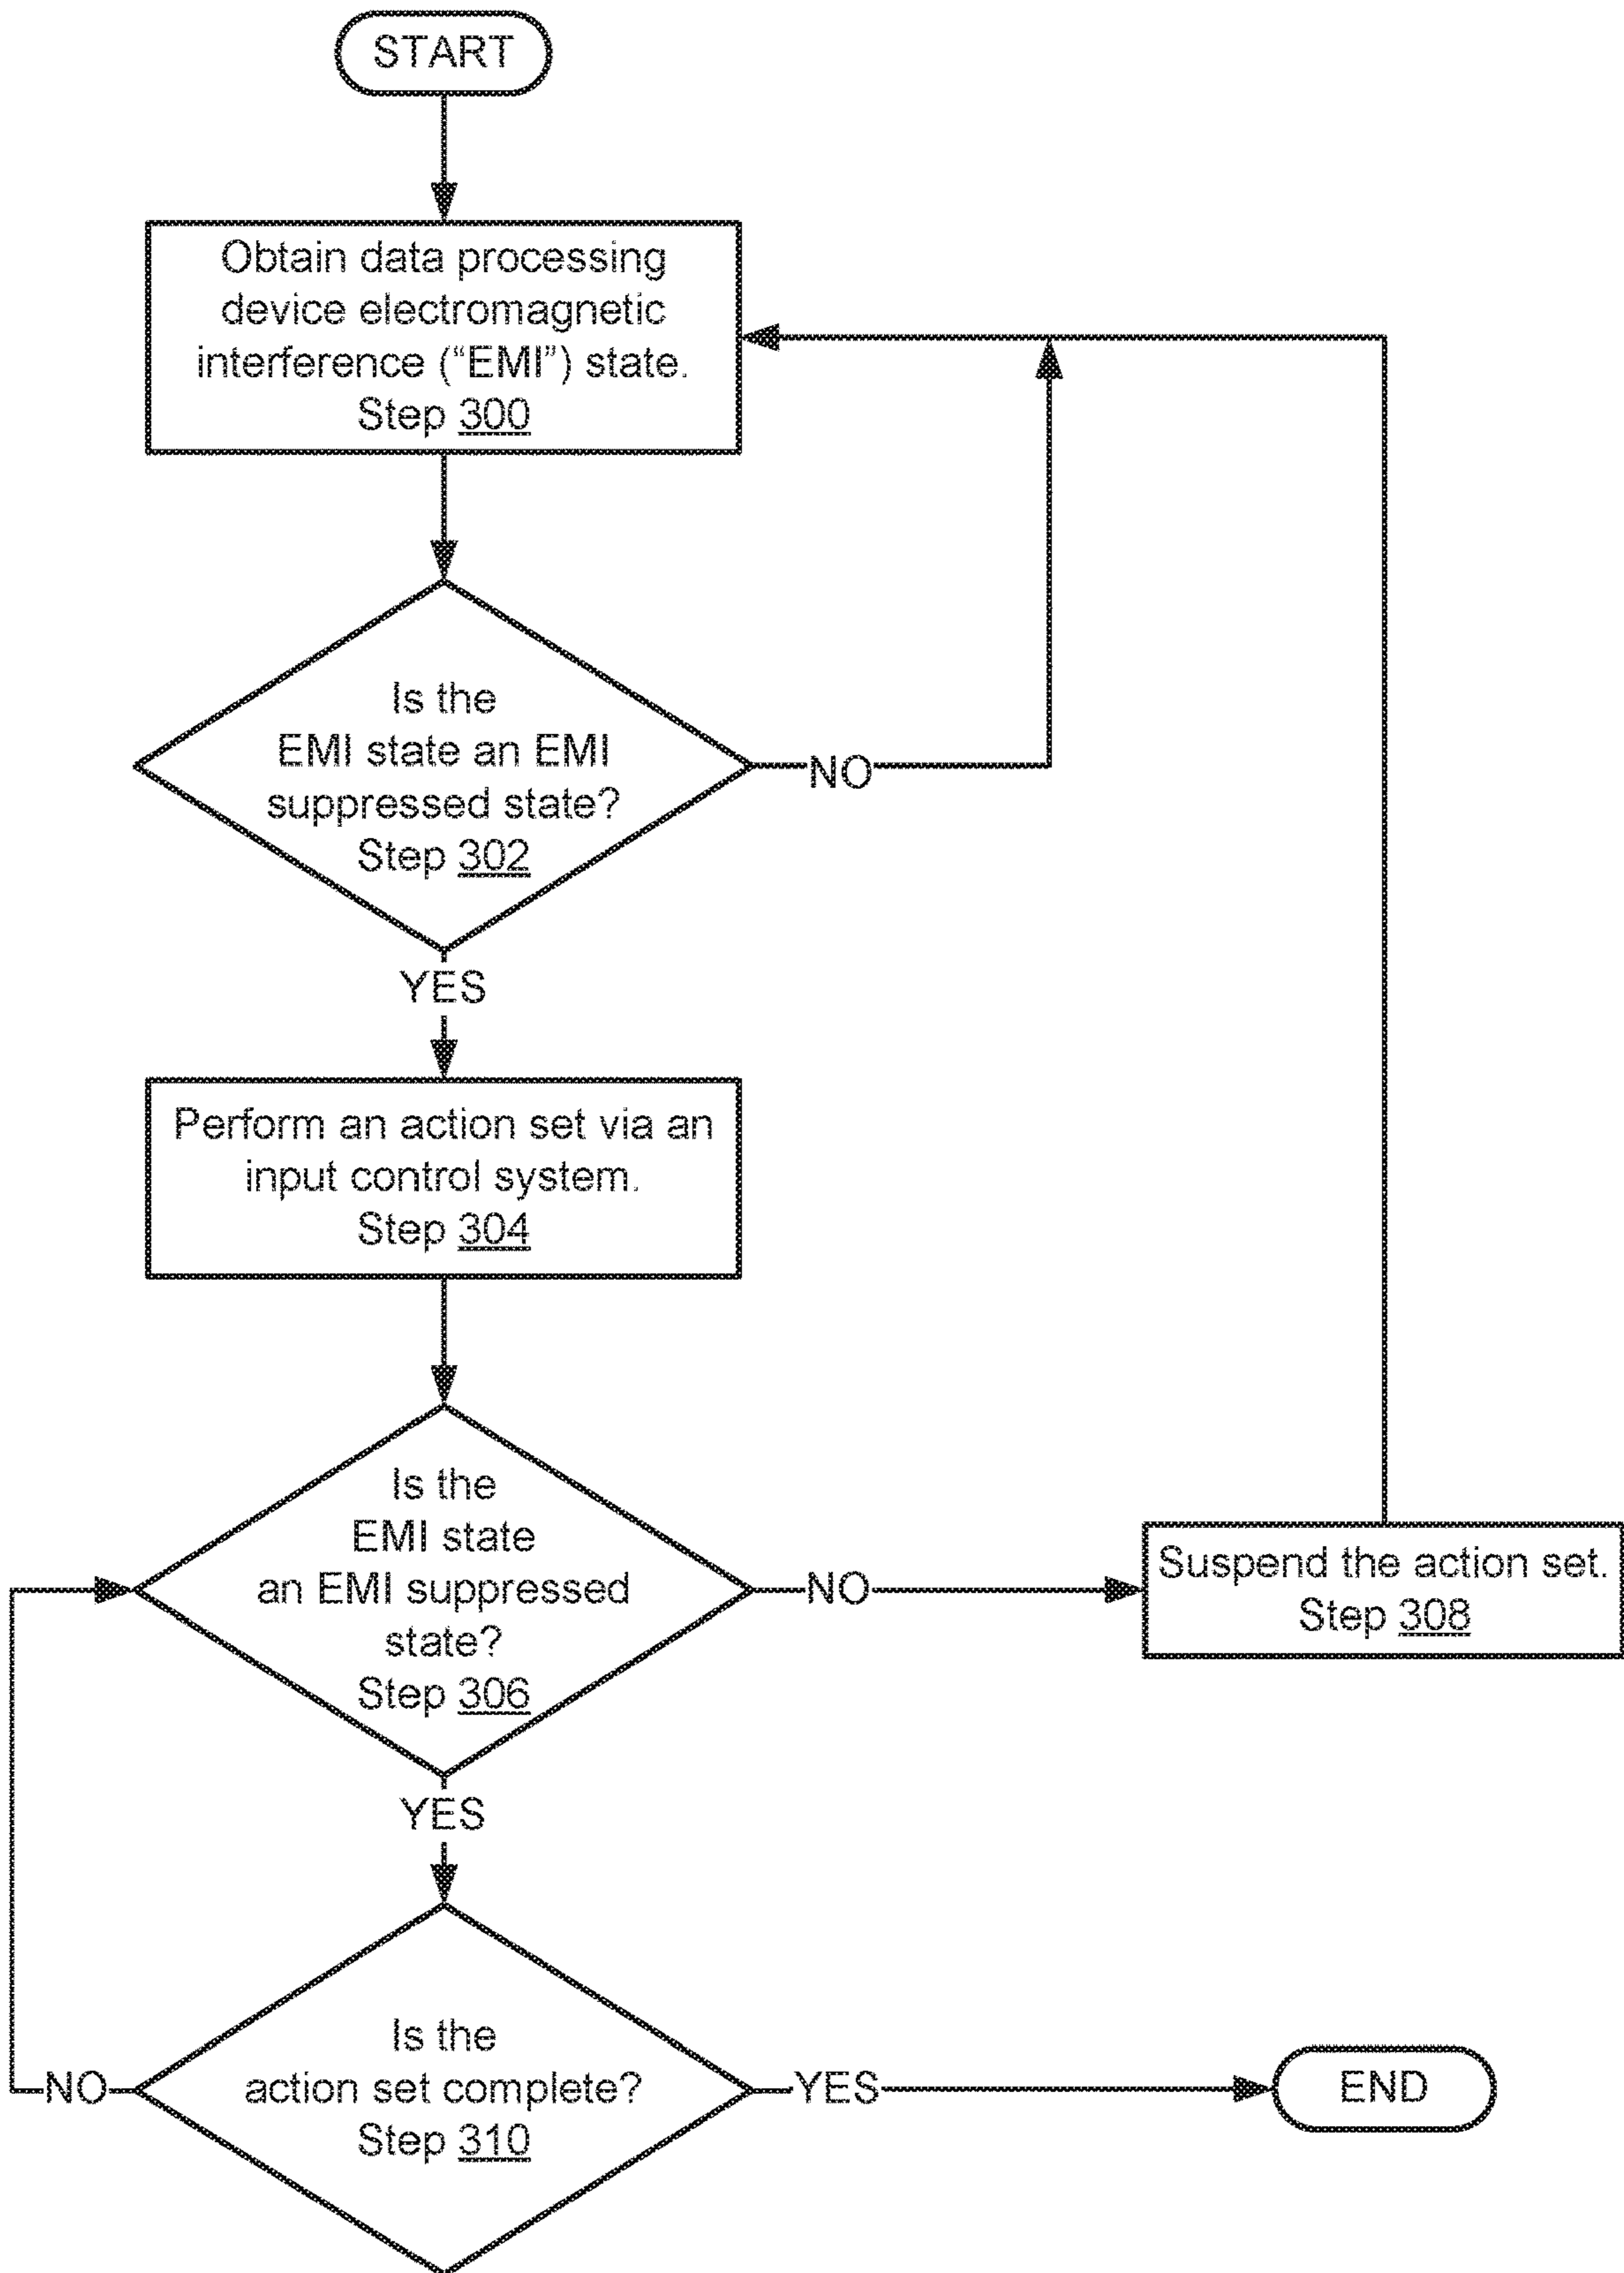 START
Obtain data processing
device electromagnetic
interference (“EMI”) state.
Step 300
Is the
EMI state an EMI
suppressed state?
Step 302
NO
YES
Perform an action set via an
input control system.
Step 304
Is the
EMI state
an EMI suppressed
state?
Step 306
NO
Suspend the action set.
Step 308
YES
Is the
action set complete?
Step 310
NO
YES
END